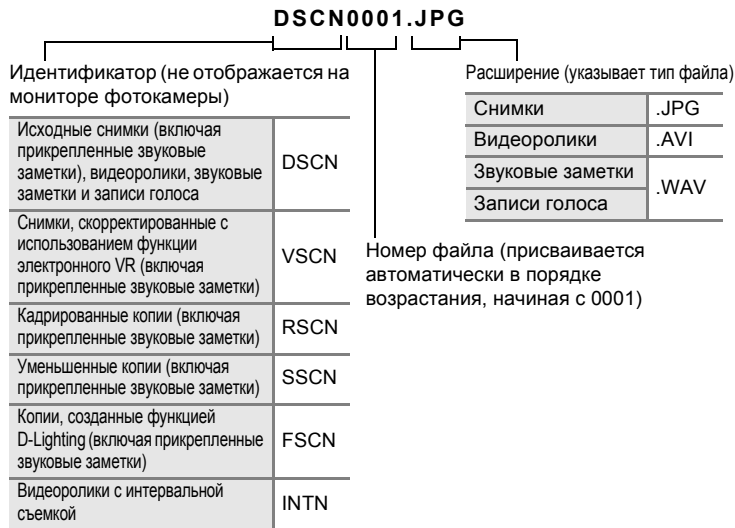 DSCN0001.JPG
Идентификатор (не отображается на
мониторе фотокамеры)
Исходные снимки (включая
прикрепленные звуковые
заметки), видеоролики, звуковые
заметки и записи голоса
DSCN
Снимки, скорректированные с
использованием функции
электронного VR (включая
прикрепленные звуковые заметки)
VSCN
Кадрированные копии (включая
прикрепленные звуковые заметки)
RSCN
Уменьшенные копии (включая
прикрепленные звуковые заметки)
SSCN
Копии, созданные функцией
D-Lighting (включая прикрепленные
звуковые заметки)
FSCN
Видеоролики с интервальной
съемкой
INTN
Номер файла (присваивается
автоматически в порядке
возрастания, начиная с 0001)
Расширение (указывает тип файла)
Снимки
.JPG
Видеоролики
.AVI
Звуковые заметки
.WAV
Записи голоса